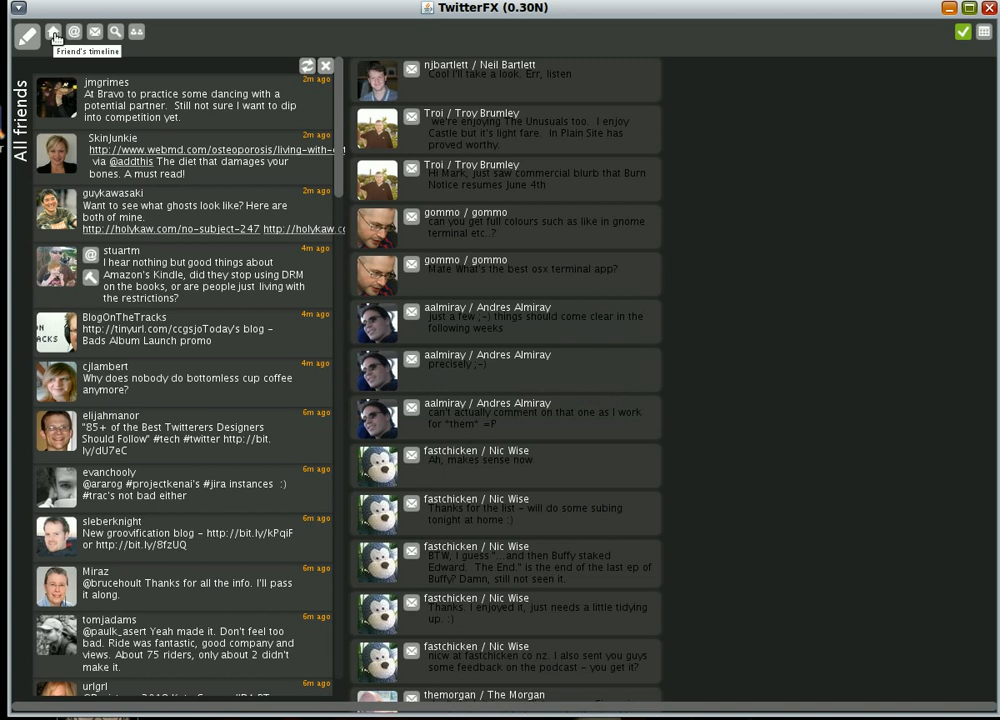 TwitterFX (0.30N)
Friend's timeline
All friends
jmgrimes
2m ago
At Bravo to practice some dancing with a
potential partner. Still not sure I want to dip
into competition yet.
SkinJunkie
2m ago
http://www.webmd.com/osteoporosis/living-with-
via @addthis The diet that damages your
bones. A must read!
guykawasaki
2m ago
Want to see what ghosts look like? Here are
both of mine.
http://holykaw.com/no-subject-247 http://holykaw.c
stuartm
4m ago
I hear nothing but good things about
Amazon's Kindle, did they stop using DRM
on the books, or are people just living with
the restrictions?
BlogOnTheTracks
4m ago
http://tinyurl.com/ccgsjoToday's blog –
Bads Album Launch promo
cjlambert
4m ago
Why does nobody do bottomless cup coffee
anymore?
elijahmanor
6m ago
"85+ of the Best Twitterers Designers
Should Follow" #tech #twitter http://bit.
ly/dU7eC
evanchooly
6m ago
@ararog #projectkenai's #jira instances :)
#trac's not bad either
sleberknight
6m ago
New groovification blog – http://bit.ly/kPqiF
or http://bit.ly/8fzUQ
Miraz
6m ago
@brucehoult Thanks for all the info. I'll pass
it along.
tomjadams
6m ago
@paulk_asert Yeah made it. Don't feel too
bad. Ride was fantastic, good company and
views. About 75 riders, only about 2 didn't
make it.
urlgrl
6m ago
njbartlett / Neil Bartlett
Cool I'll take a look. Err, listen
Troi / Troy Brumley
we're enjoying The Unusuals too. I enjoy
Castle but it's light fare. In Plain Site has
proved worthy.
Troi / Troy Brumley
Hi Mark, just saw commercial blurb that Burn
Notice resumes June 4th
gommo / gommo
can you get full colours such as like in gnome
terminal etc..?
gommo / gommo
Mate What's the best osx terminal app?
aalmiray / Andres Almiray
just a few ;-) things should come clear in the
following weeks
aalmiray / Andres Almiray
precisely ;-)
aalmiray / Andres Almiray
can't actually comment on that one as I work
for "them" =P
fastchicken / Nic Wise
Ah, makes sense now
fastchicken / Nic Wise
Thanks for the list – will do some subing
tonight at home :)
fastchicken / Nic Wise
BTW, I guess "...and then Buffy staked
Edward. The End." is the end of the last ep of
Buffy? Damn, still not seen it.
fastchicken / Nic Wise
Thanks. I enjoyed it, just needs a little tidying
up. :)
fastchicken / Nic Wise
nicw at fastchicken co nz. I also sent you guys
some feedback on the podcast – you get it?
themorgan / The Morgan